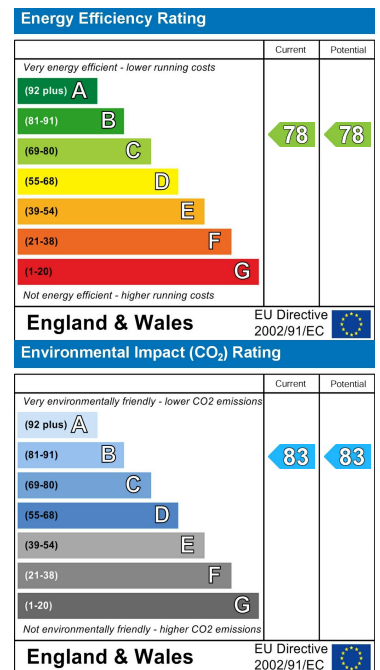 Energy Efficiency Rating
Current Potential
Very energy efficient - lower running costs
(92 plus) A
(81-91) B
(69-80) C
78 78
(55-68) D
(39-54) E
(21-38) F
(1-20) G
Not energy efficient - higher running costs
England & Wales
EU Directive
2002/91/EC
Environmental Impact (CO₂) Rating
Current Potential
Very environmentally friendly - lower CO2 emissions
(92 plus) A
(81-91) B
83 83
(69-80) C
(55-68) D
(39-54) E
(21-38) F
(1-20) G
Not environmentally friendly - higher CO2 emissions
England & Wales
EU Directive
2002/91/EC